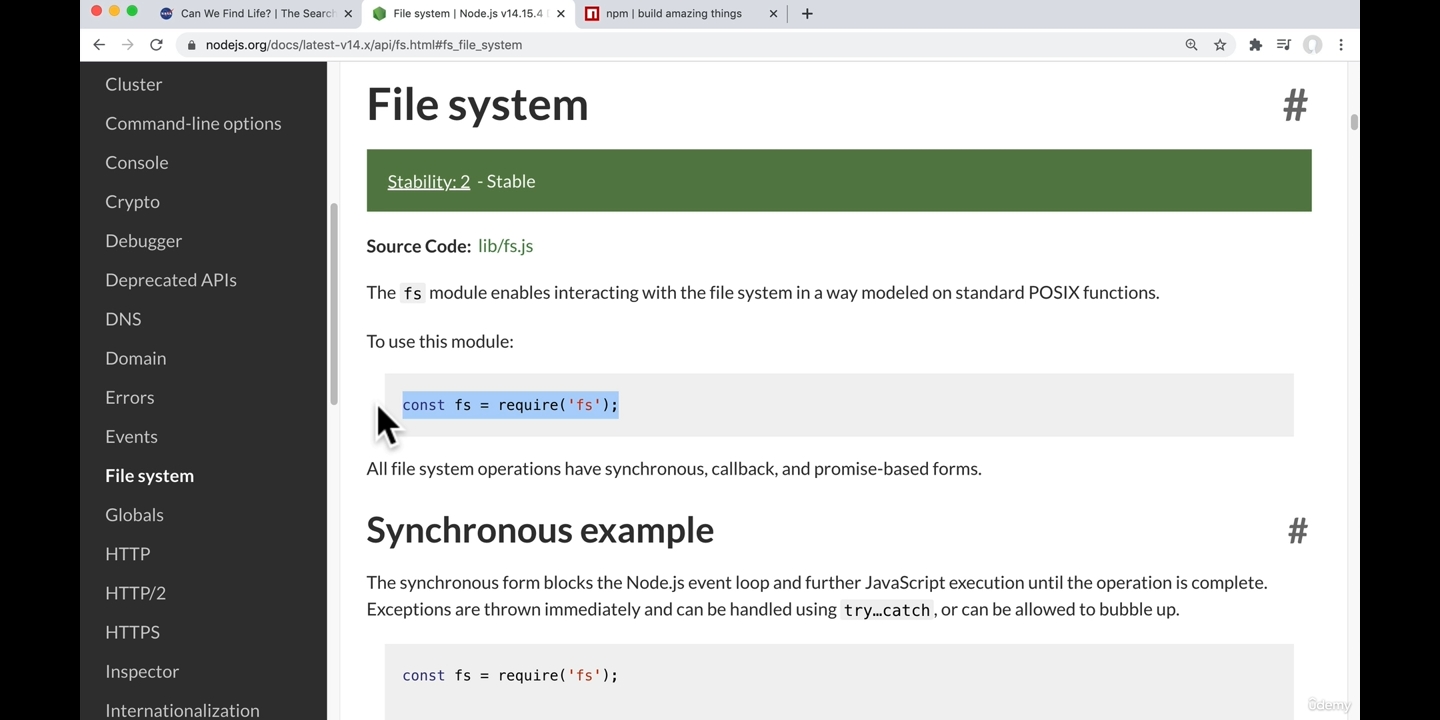 Can We Find Life? | The Search
File system | Node.js v14.15.4
npm | build amazing things
nodejs.org/docs/latest-v14.x/api/fs.html#fs_file_system
Cluster
Command-line options
Console
Crypto
Debugger
Deprecated APIs
DNS
Domain
Errors
Events
File system
Globals
HTTP
HTTP/2
HTTPS
Inspector
Internationalization
File system
#
Stability: 2 - Stable
Source Code: lib/fs.js
The fs module enables interacting with the file system in a way modeled on standard POSIX functions.
To use this module:
const fs = require('fs');
All file system operations have synchronous, callback, and promise-based forms.
Synchronous example
#
The synchronous form blocks the Node.js event loop and further JavaScript execution until the operation is complete.
Exceptions are thrown immediately and can be handled using try…catch, or can be allowed to bubble up.
const fs = require('fs');
ûdemy